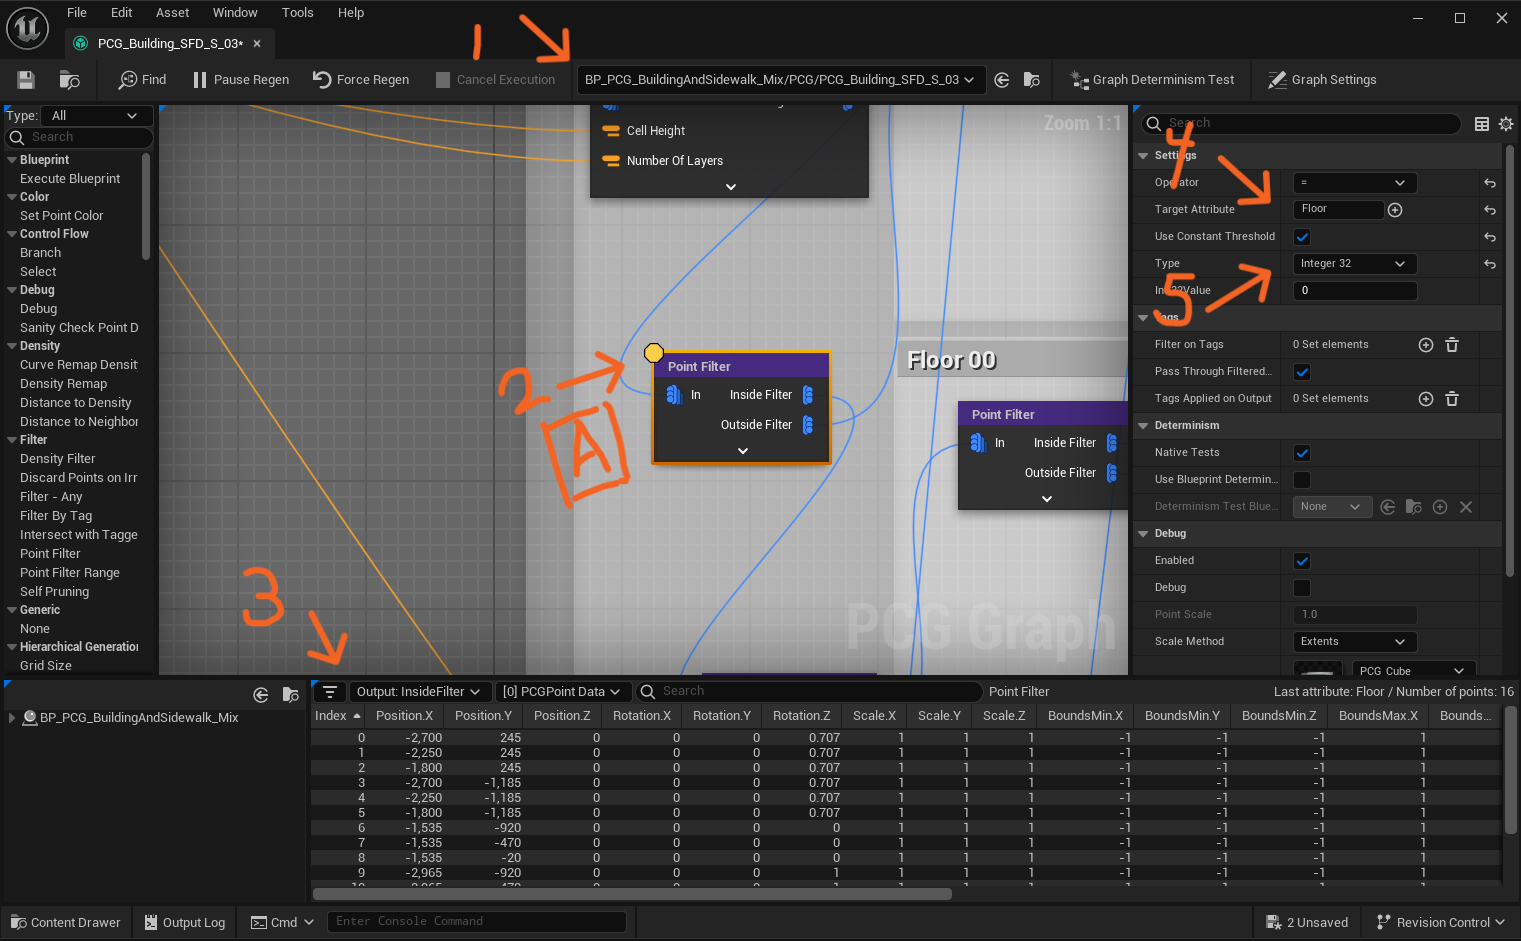 File Edit Asset Window Tools Help
PCG_Building_SFD_S_03*
1
Find Pause Regen Force Regen Cancel Execution BP_PCG_BuildingAndSidewalk_Mix/PCG/PCG_Building_SFD_S_03 Graph Determinism Test Graph Settings
Type: All
Search
Blueprint
Execute Blueprint
Color
Set Point Color
Control Flow
Branch
Select
Debug
Debug
Sanity Check Point D
Density
Curve Remap Densit
Density Remap
Distance to Density
Distance to Neighbor
Filter
Density Filter
Discard Points on Irr
Filter - Any
Filter By Tag
Intersect with Tagge
Point Filter
Point Filter Range
Self Pruning
Generic
None
Hierarchical Generation
Grid Size
Cell Height
Number Of Layers
Zoom 1:1
2
A
Point Filter
In Inside Filter
Outside Filter
Floor 00
Point Filter
In Inside Filter
Outside Filter
3
PCG Graph
Search
4
Settings
Operator =
Target Attribute Floor
Use Constant Threshold
Type Integer 32
5
Int32Value 0
Tags
Filter on Tags 0 Set elements
Pass Through Filtered...
Tags Applied on Output 0 Set elements
Determinism
Native Tests
Use Blueprint Determin...
Determinism Test Blue... None
Debug
Enabled
Debug
Point Scale 1.0
Scale Method Extents
PCG_Cube
BP_PCG_BuildingAndSidewalk_Mix
Output: InsideFilter [0] PCGPoint Data Search Point Filter Last attribute: Floor / Number of points: 16
Index Position.X Position.Y Position.Z Rotation.X Rotation.Y Rotation.Z Scale.X Scale.Y Scale.Z BoundsMin.X BoundsMin.Y BoundsMin.Z BoundsMax.X Bounds...
0 -2,700 245 0 0 0 0.707 1 1 1 -1 -1 -1 1
1 -2,250 245 0 0 0 0.707 1 1 1 -1 -1 -1 1
2 -1,800 245 0 0 0 0.707 1 1 1 -1 -1 -1 1
3 -2,700 -1,185 0 0 0 0.707 1 1 1 -1 -1 -1 1
4 -2,250 -1,185 0 0 0 0.707 1 1 1 -1 -1 -1 1
5 -1,800 -1,185 0 0 0 0.707 1 1 1 -1 -1 -1 1
6 -1,535 -920 0 0 0 0 1 1 1 -1 -1 -1 1
7 -1,535 -470 0 0 0 0 1 1 1 -1 -1 -1 1
8 -1,535 -20 0 0 0 0 1 1 1 -1 -1 -1 1
9 -2,965 -920 0 0 0 1 1 1 1 -1 -1 -1 1
Content Drawer Output Log Cmd Enter Console Command 2 Unsaved Revision Control